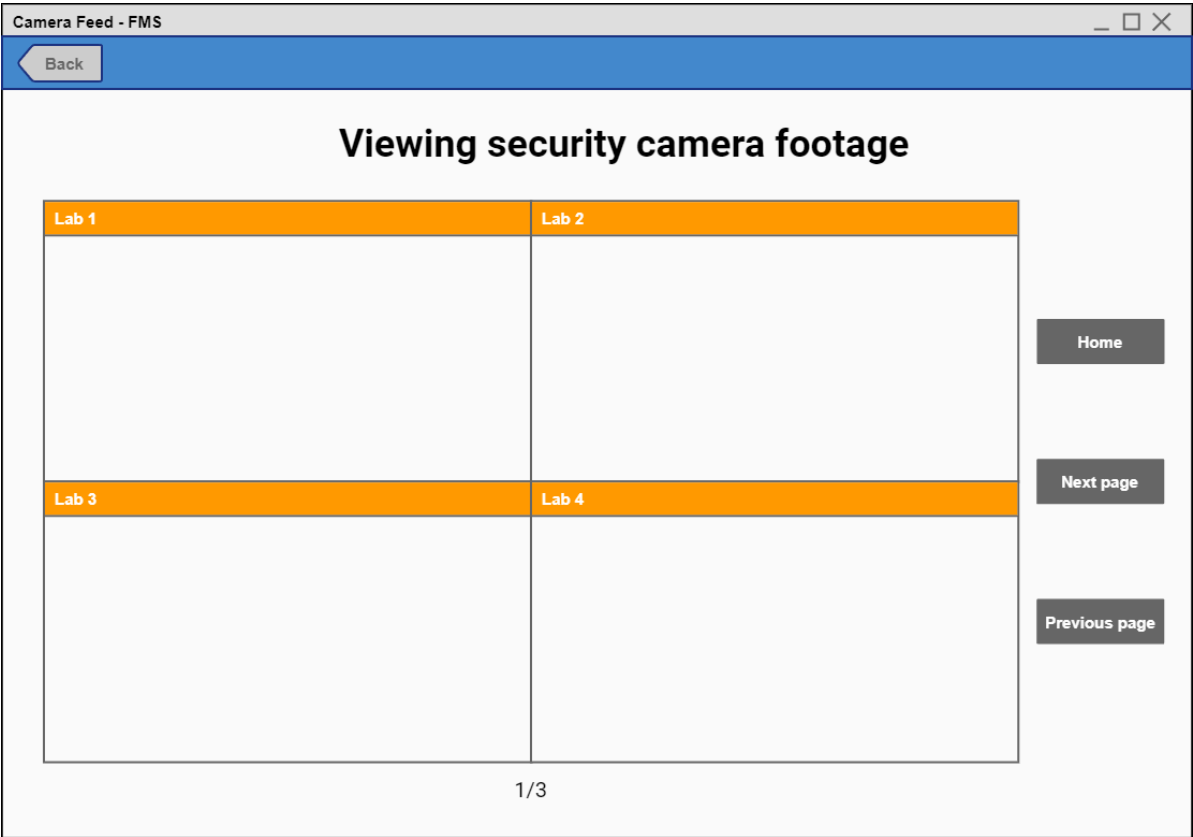 Camera Feed - FMS
Back
Viewing security camera footage
Lab 1
Lab 2
Home
Next page
Lab 3
Lab 4
Previous page
1/3